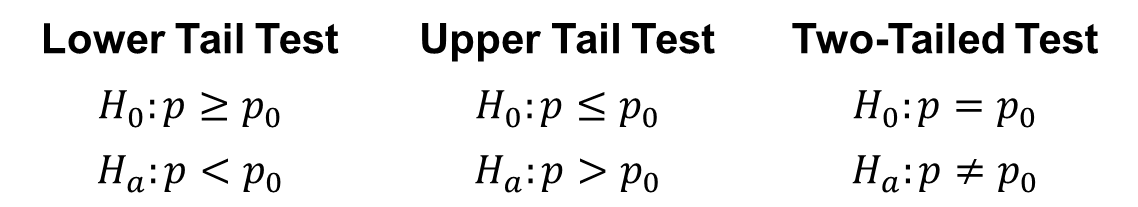 Lower Tail Test Upper Tail Test Two-Tailed Test
H₀: p ≥ p₀ H₀: p ≤ p₀ H₀: p = p₀
Hₐ: p < p₀ Hₐ: p > p₀ Hₐ: p ≠ p₀